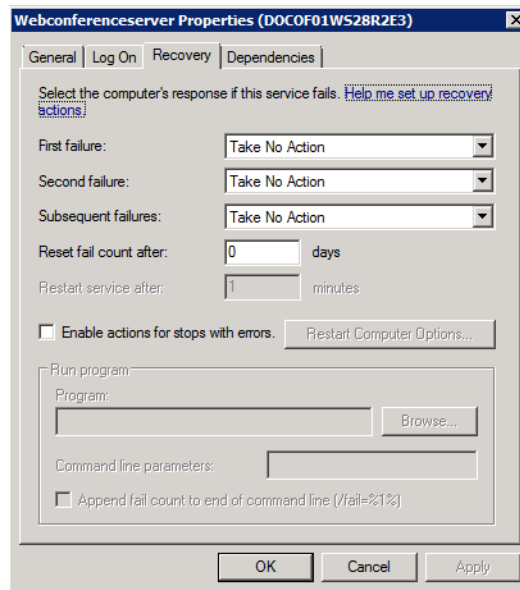 Webconferenceserver Properties (DOCOF01WS28R2E3)
General Log On Recovery Dependencies
Select the computer's response if this service fails. Help me set up recovery
actions.
First failure: Take No Action
Second failure: Take No Action
Subsequent failures: Take No Action
Reset fail count after: 0 days
Restart service after: 1 minutes
Enable actions for stops with errors. Restart Computer Options...
Run program
Program:
Browse...
Command line parameters:
Append fail count to end of command line (/fail=%1%)
OK Cancel Apply